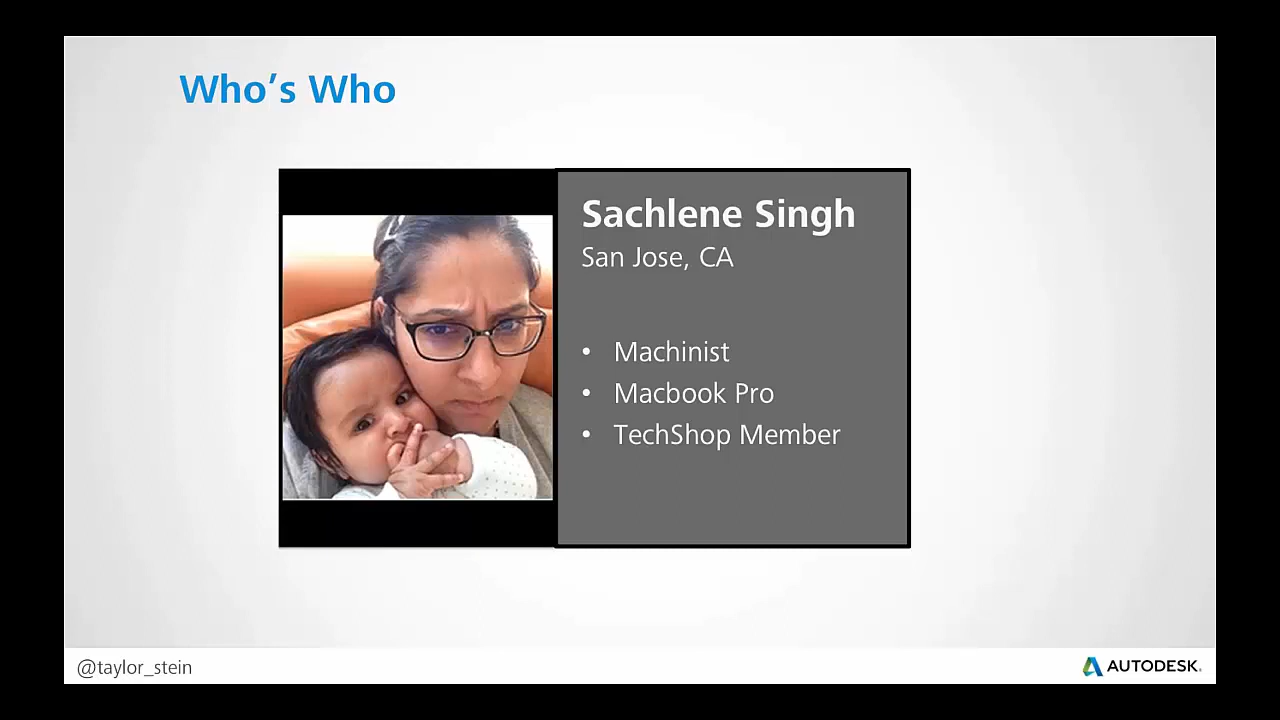 Who's Who
Sachlene Singh
San Jose, CA
• Machinist
• Macbook Pro
• TechShop Member
@taylor_stein
AUTODESK.